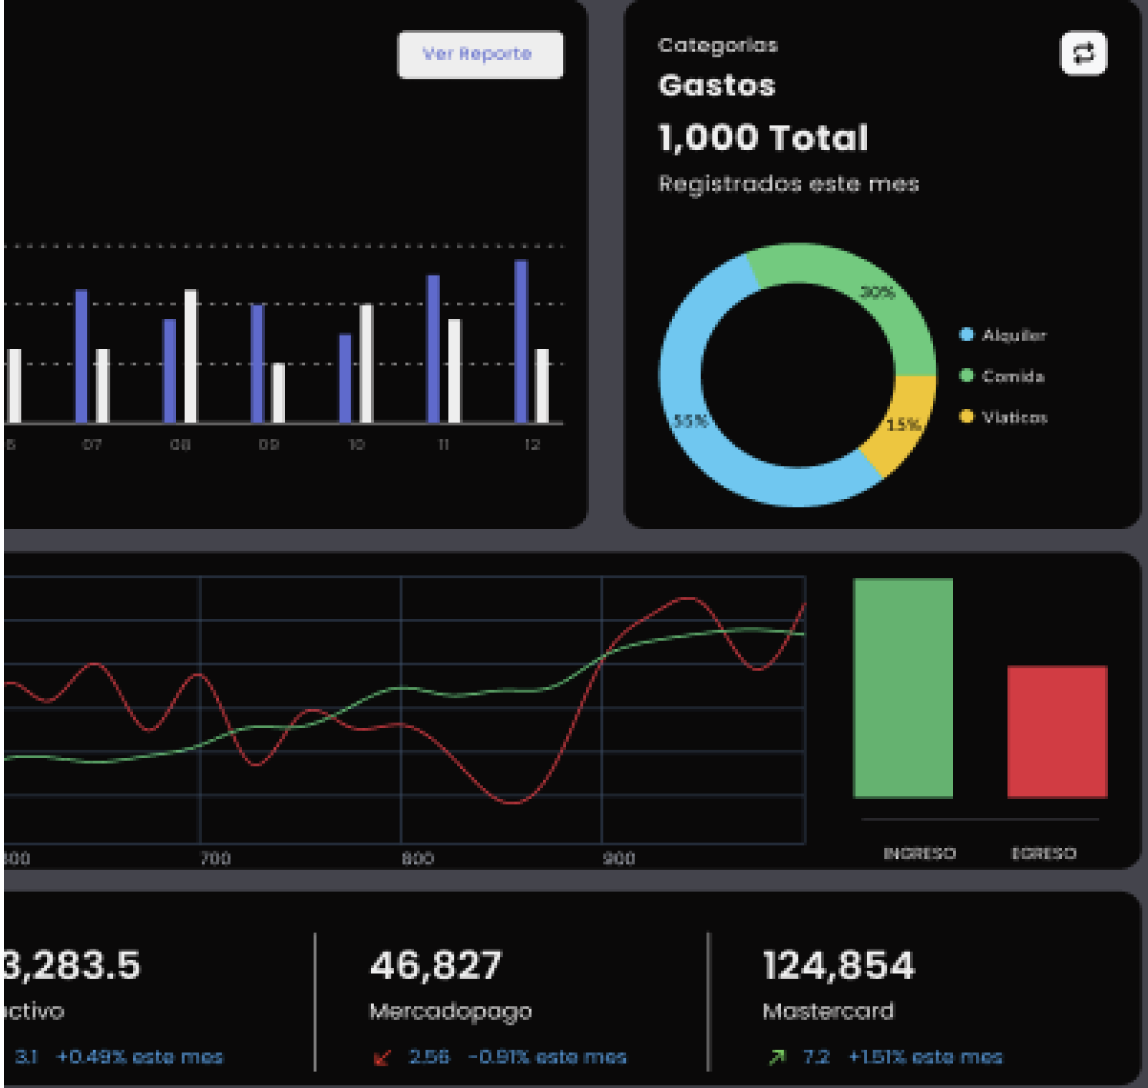 Ver Reporte
Categorias
Gastos
1,000 Total
Registrados este mes
30%
55%
15%
Alquiler
Comida
Viaticos
07 08 09 10 11 12
700 800 900
INGRESO EGRESO
3,283.5
46,827
Mercadopago
2.56 -0.91% este mes
124,854
Mastercard
7.2 +1.51% este mes
ctivo
3.1 +0.49% este mes